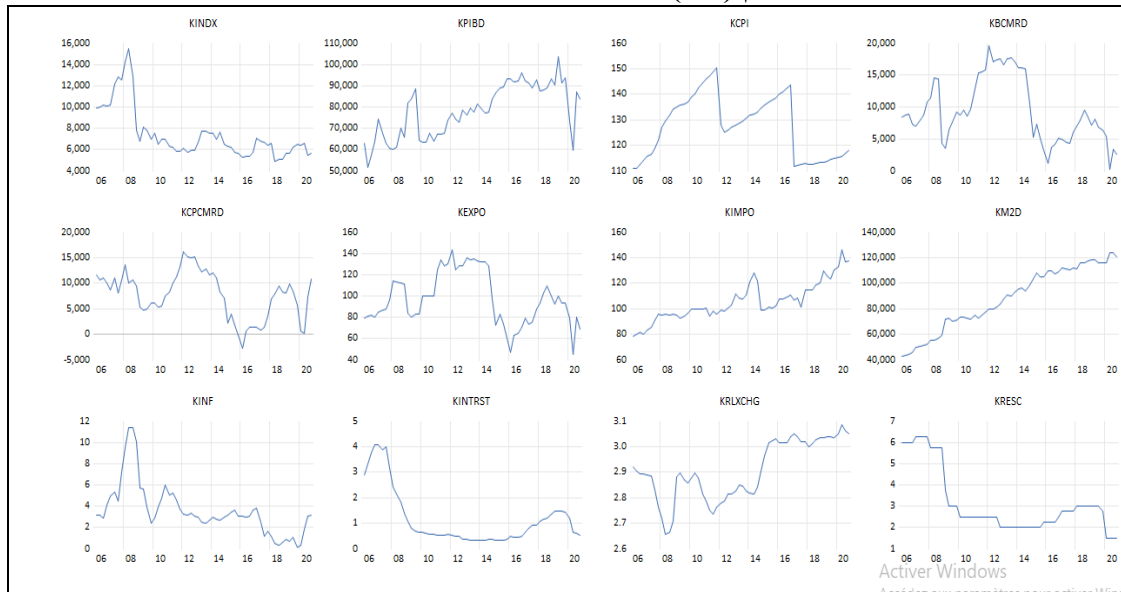 KINDX KPIBD KCPI KBCMRD
16,000 110,000 160 20,000
14,000 100,000 150 15,000
12,000 90,000 140 10,000
10,000 80,000 130 5,000
8,000 70,000 120 0
6,000 60,000 110
4,000 50,000
06 08 10 12 14 16 18 20 06 08 10 12 14 16 18 20 06 08 10 12 14 16 18 20 06 08 10 12 14 16 18 20
KCPCMRD KEXPO KIMPO KM2D
20,000 160 160 140,000
15,000 140 140 120,000
10,000 120 120 100,000
5,000 100 100 80,000
0 80 80 60,000
-5,000 60 60 40,000
40
06 08 10 12 14 16 18 20 06 08 10 12 14 16 18 20 06 08 10 12 14 16 18 20 06 08 10 12 14 16 18 20
KINF KINTRST KRLXCHG KRESC
12 5 3.1 7
10 4 3.0 6
8 3 2.9 5
6 2 2.8 4
4 1 2.7 3
2 0 2.6 2
0 1
06 08 10 12 14 16 18 20 06 08 10 12 14 16 18 20 06 08 10 12 14 16 18 20 06 08 10 12 14 16 18 20
Activer Windows